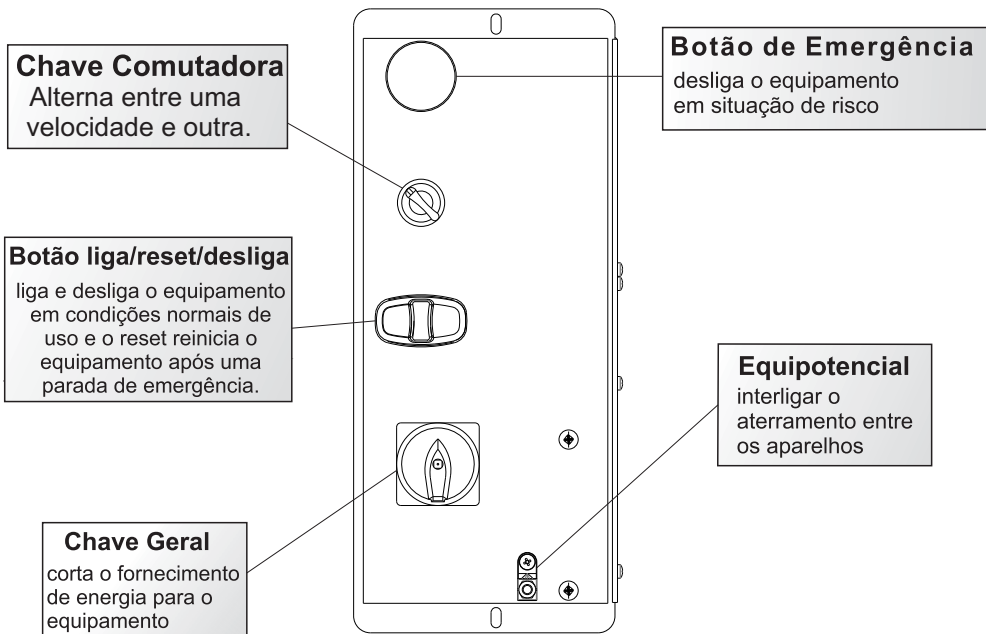 Chave Comutadora
Alterna entre uma
velocidade e outra.
Botão de Emergência
desliga o equipamento
em situação de risco
Botão liga/reset/desliga
liga e desliga o equipamento
em condições normais de
uso e o reset reinicia o
equipamento após uma
parada de emergência.
Equipotencial
interligar o
aterramento entre
os aparelhos
Chave Geral
corta o fornecimento
de energia para o
equipamento